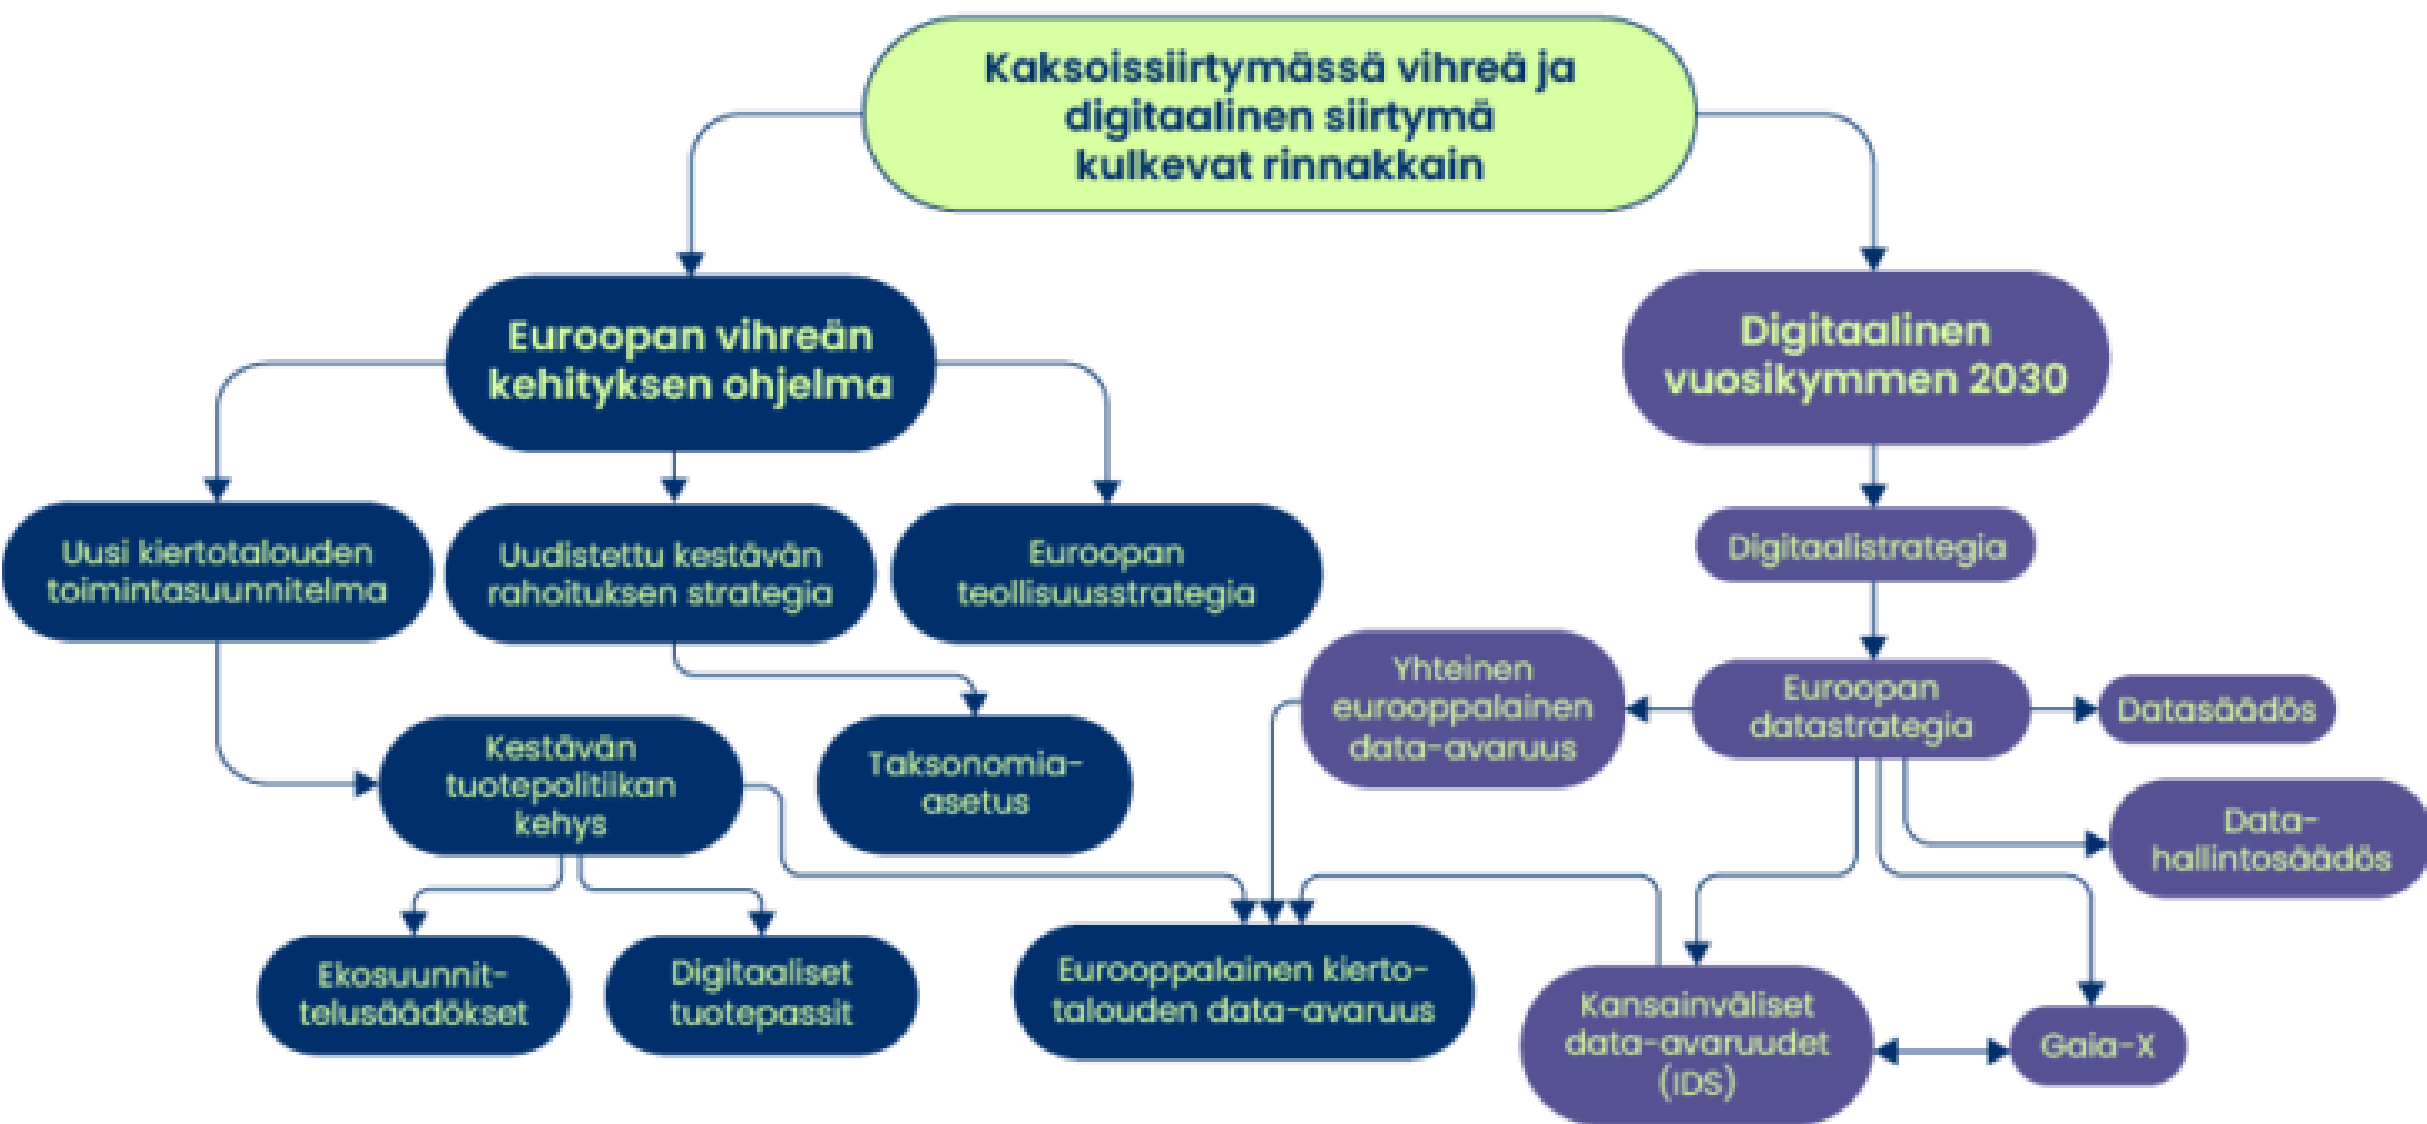 Kaksoissiirtymässä vihreä ja
digitaalinen siirtymä
kulkevat rinnakkain
Euroopan vihreän
kehityksen ohjelma
Digitaalinen
vuosikymmen 2030
Uusi kiertotalouden
toimintasuunnitelma
Uudistettu kestävän
rahoituksen strategia
Euroopan
teollisuusstrategia
Digitaalistrategia
Yhteinen
eurooppalainen
data-avaruus
Euroopan
datastrategia
Datasäädös
Kestävän
tuotepolitiikan
kehys
Taksonomia-
asetus
Data-
hallintosäädös
Ekosuunnit-
telusäädökset
Digitaaliset
tuotepassit
Eurooppalainen kierto-
talouden data-avaruus
Kansainväliset
data-avaruudet
(IDS)
Gaia-X